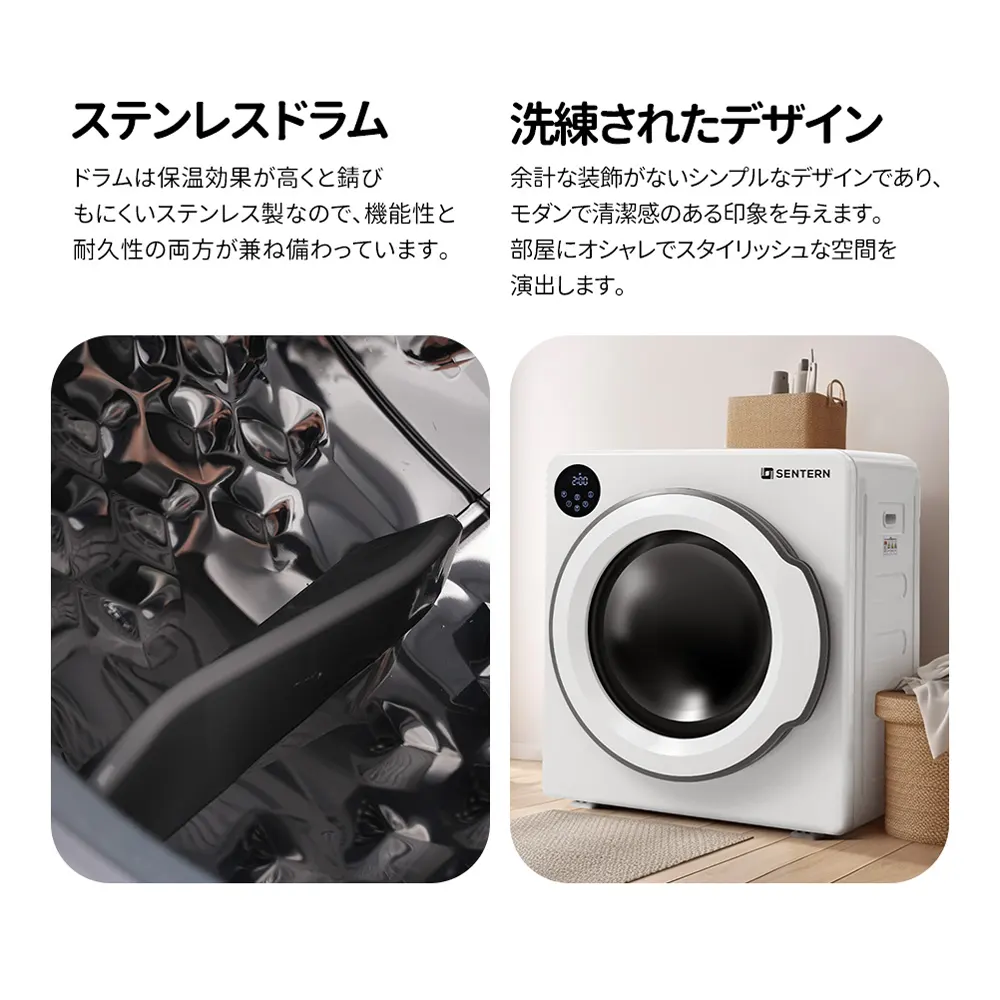 ステンレスドラム
ドラムは保温効果が高くと錆び
もにくいステンレス製なので、機能性と
耐久性の両方が兼ね備わっています。
洗練されたデザイン
余計な装飾がないシンプルなデザインであり、
モダンで清潔感のある印象を与えます。
部屋にオシャレでスタイリッシュな空間を
演出します。
SENTERN
2:00